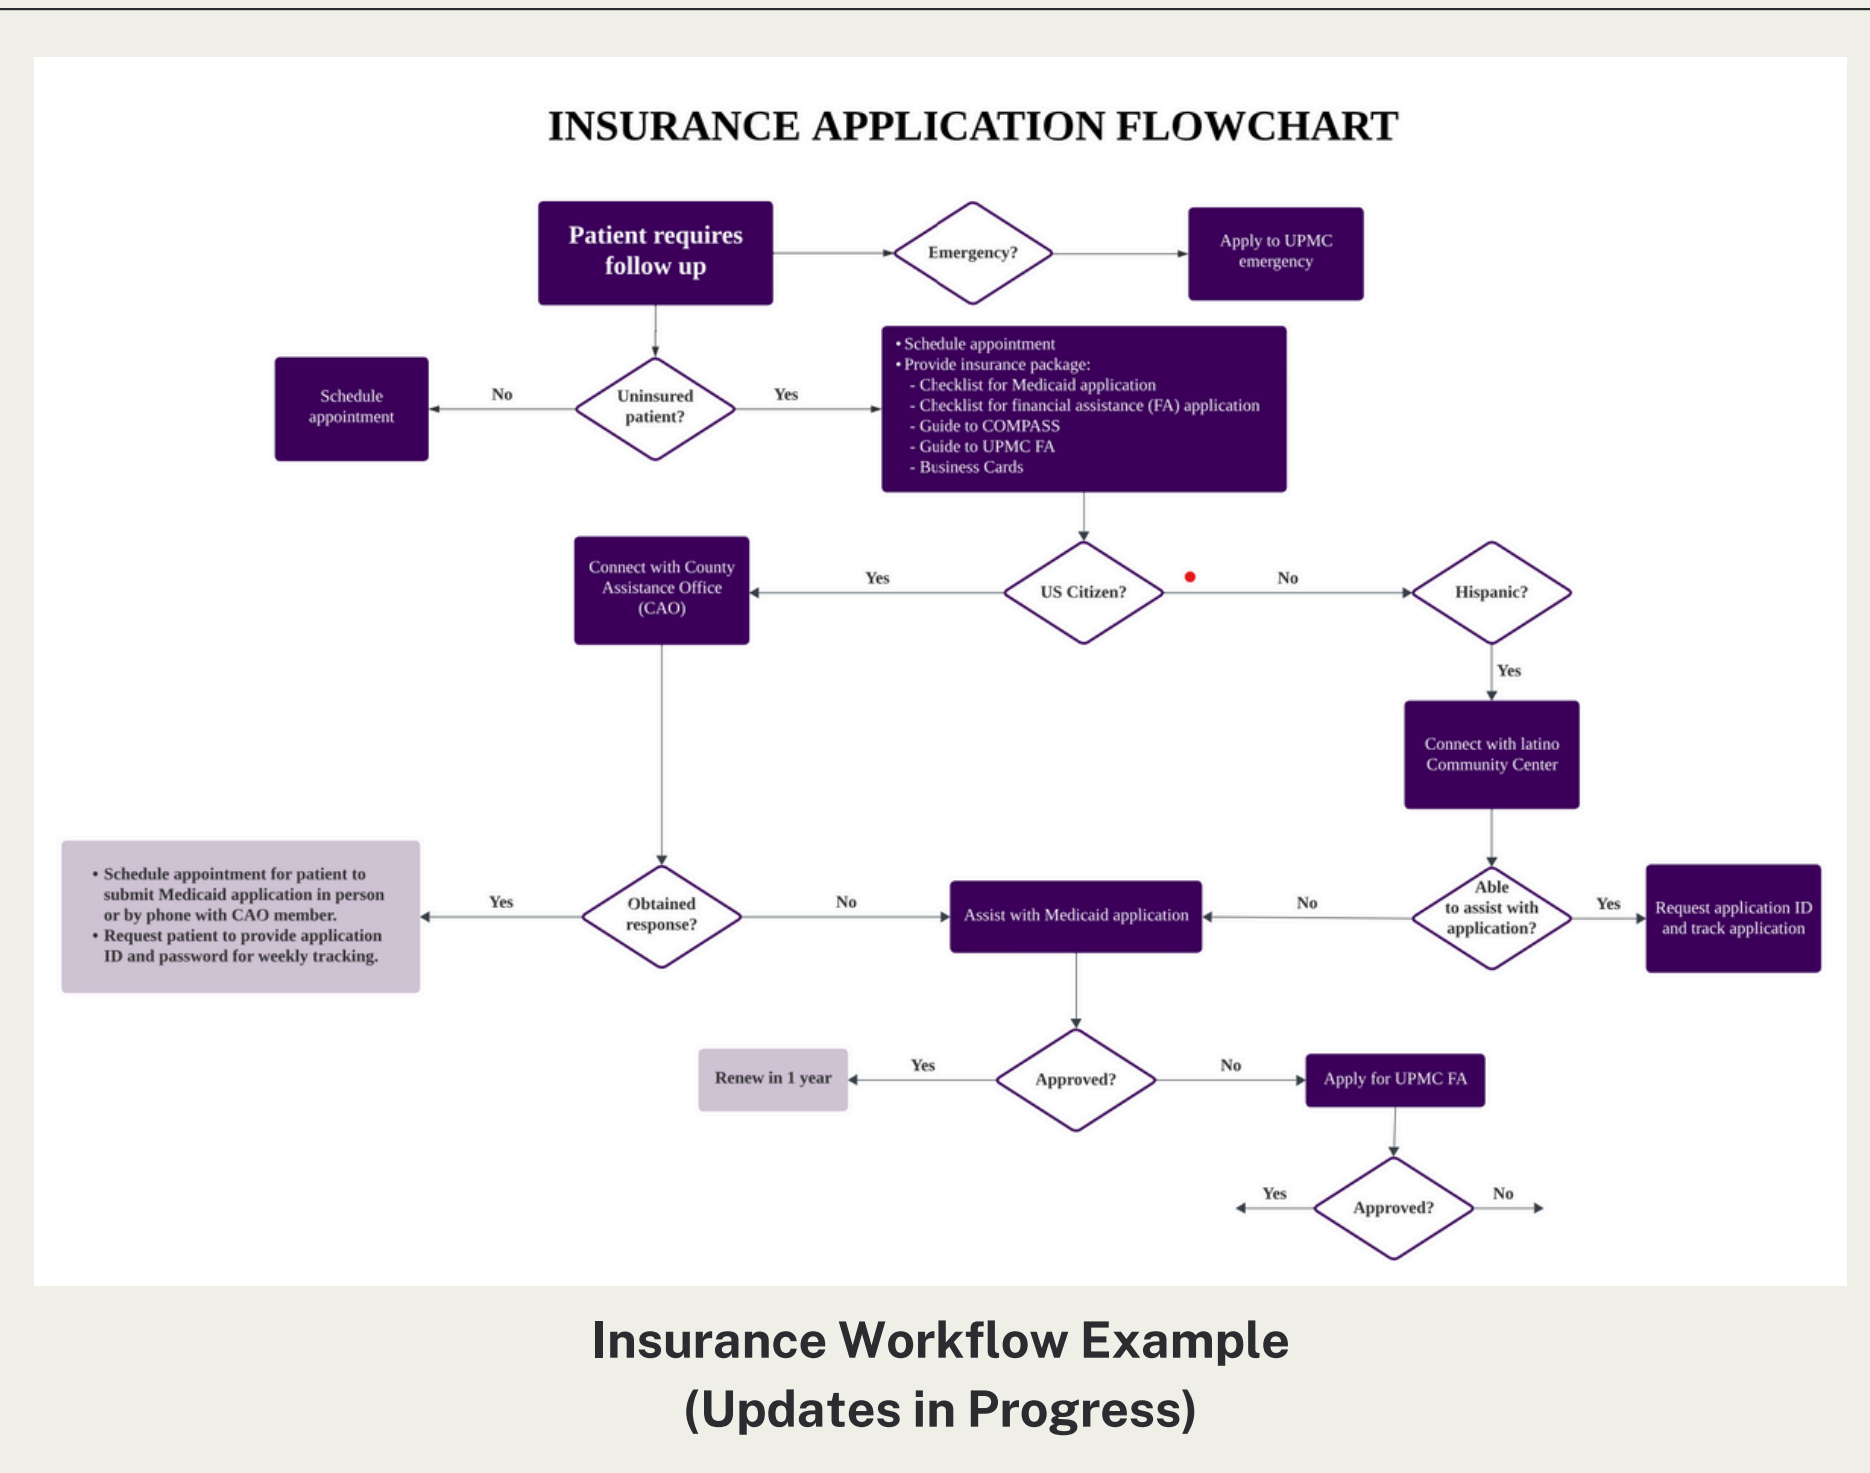 INSURANCE APPLICATION FLOWCHART
Patient requires
follow up
Emergency?
Apply to UPMC
emergency
Schedule
appointment
No
Uninsured
patient?
Yes
• Schedule appointment
• Provide insurance package:
- Checklist for Medicaid application
- Checklist for financial assistance (FA) application
- Guide to COMPASS
- Guide to UPMC FA
- Business Cards
Connect with County
Assistance Office
(CAO)
Yes
US Citizen?
No
Hispanic?
Yes
Connect with latino
Community Center
• Schedule appointment for patient to
submit Medicaid application in person
or by phone with CAO member.
• Request patient to provide application
ID and password for weekly tracking.
Yes
Obtained
response?
No
Assist with Medicaid application
No
Able
to assist with
application?
Yes
Request application ID
and track application
Renew in 1 year
Yes
Approved?
No
Apply for UPMC FA
Yes
Approved?
No
Insurance Workflow Example
(Updates in Progress)